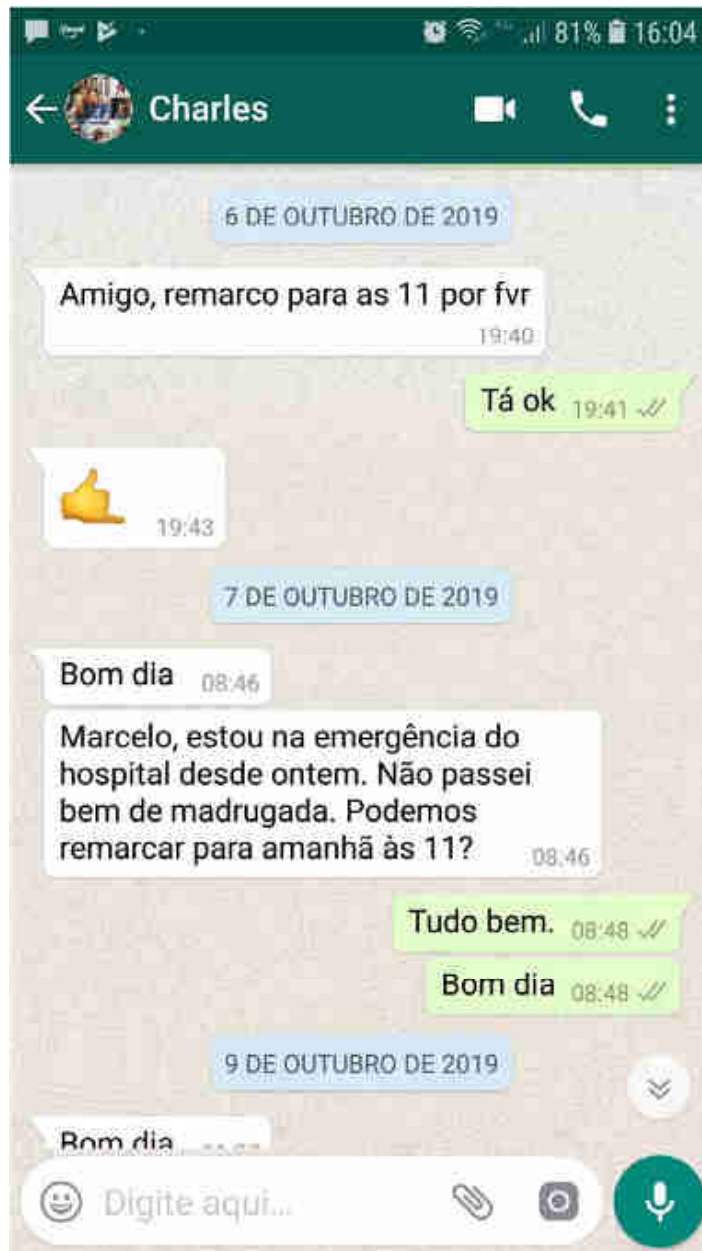 81% 16:04
Charles
6 DE OUTUBRO DE 2019
Amigo, remarco para as 11 por fvr
19:40
Tá ok 19:41
19:43
7 DE OUTUBRO DE 2019
Bom dia 08:46
Marcelo, estou na emergência do
hospital desde ontem. Não passei
bem de madrugada. Podemos
remarcar para amanhã às 11? 08:46
Tudo bem. 08:48
Bom dia 08:48
9 DE OUTUBRO DE 2019
Bom dia
Digite aqui...